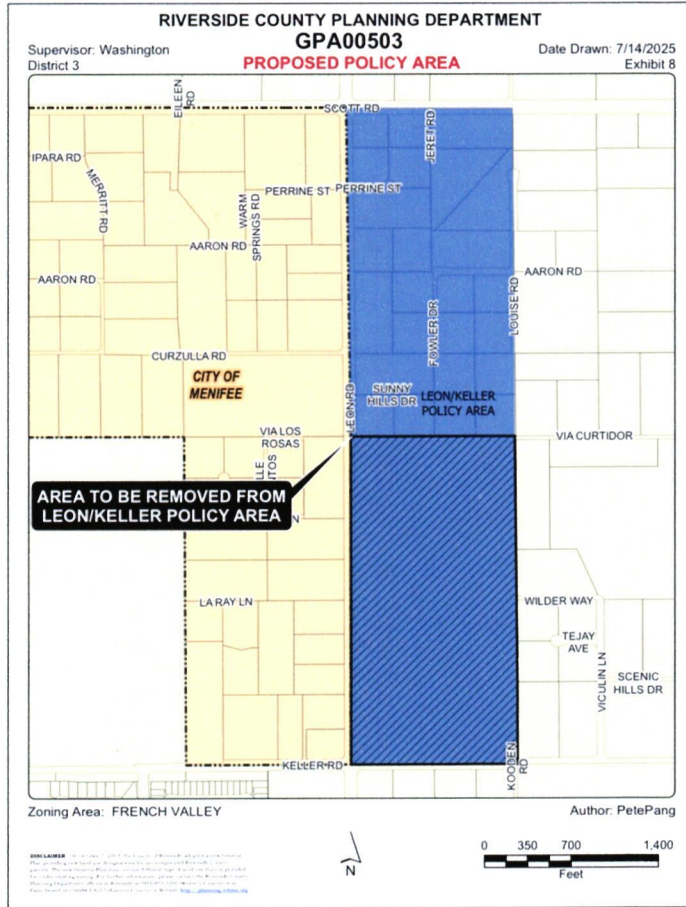 RIVERSIDE COUNTY PLANNING DEPARTMENT
GPA00503
Supervisor: Washington
District 3
PROPOSED POLICY AREA
Date Drawn: 7/14/2025
Exhibit 8
EILEEN RD
SCOTT RD
JERET RD
IPARA RD
MERRITT RD
WARM SPRINGS RD
PERRINE ST
PERRINE ST
AARON RD
AARON RD
AARON RD
LOUISE RD
FOWLER DR
CURZULLA RD
CITY OF
MENIFEE
LEON RD
SUNNY
HILLS DR
LEON/KELLER
POLICY AREA
VIA LOS
ROSAS
VIA CURTIDOR
AREA TO BE REMOVED FROM
LEON/KELLER POLICY AREA
LA RAY LN
WILDER WAY
TEJAY
AVE
VICULIN LN
SCENIC
HILLS DR
KELLER RD
KOODEN
RD
Zoning Area: FRENCH VALLEY
Author: PetePang
DISCLAIMER
N
0 350 700 1,400
Feet